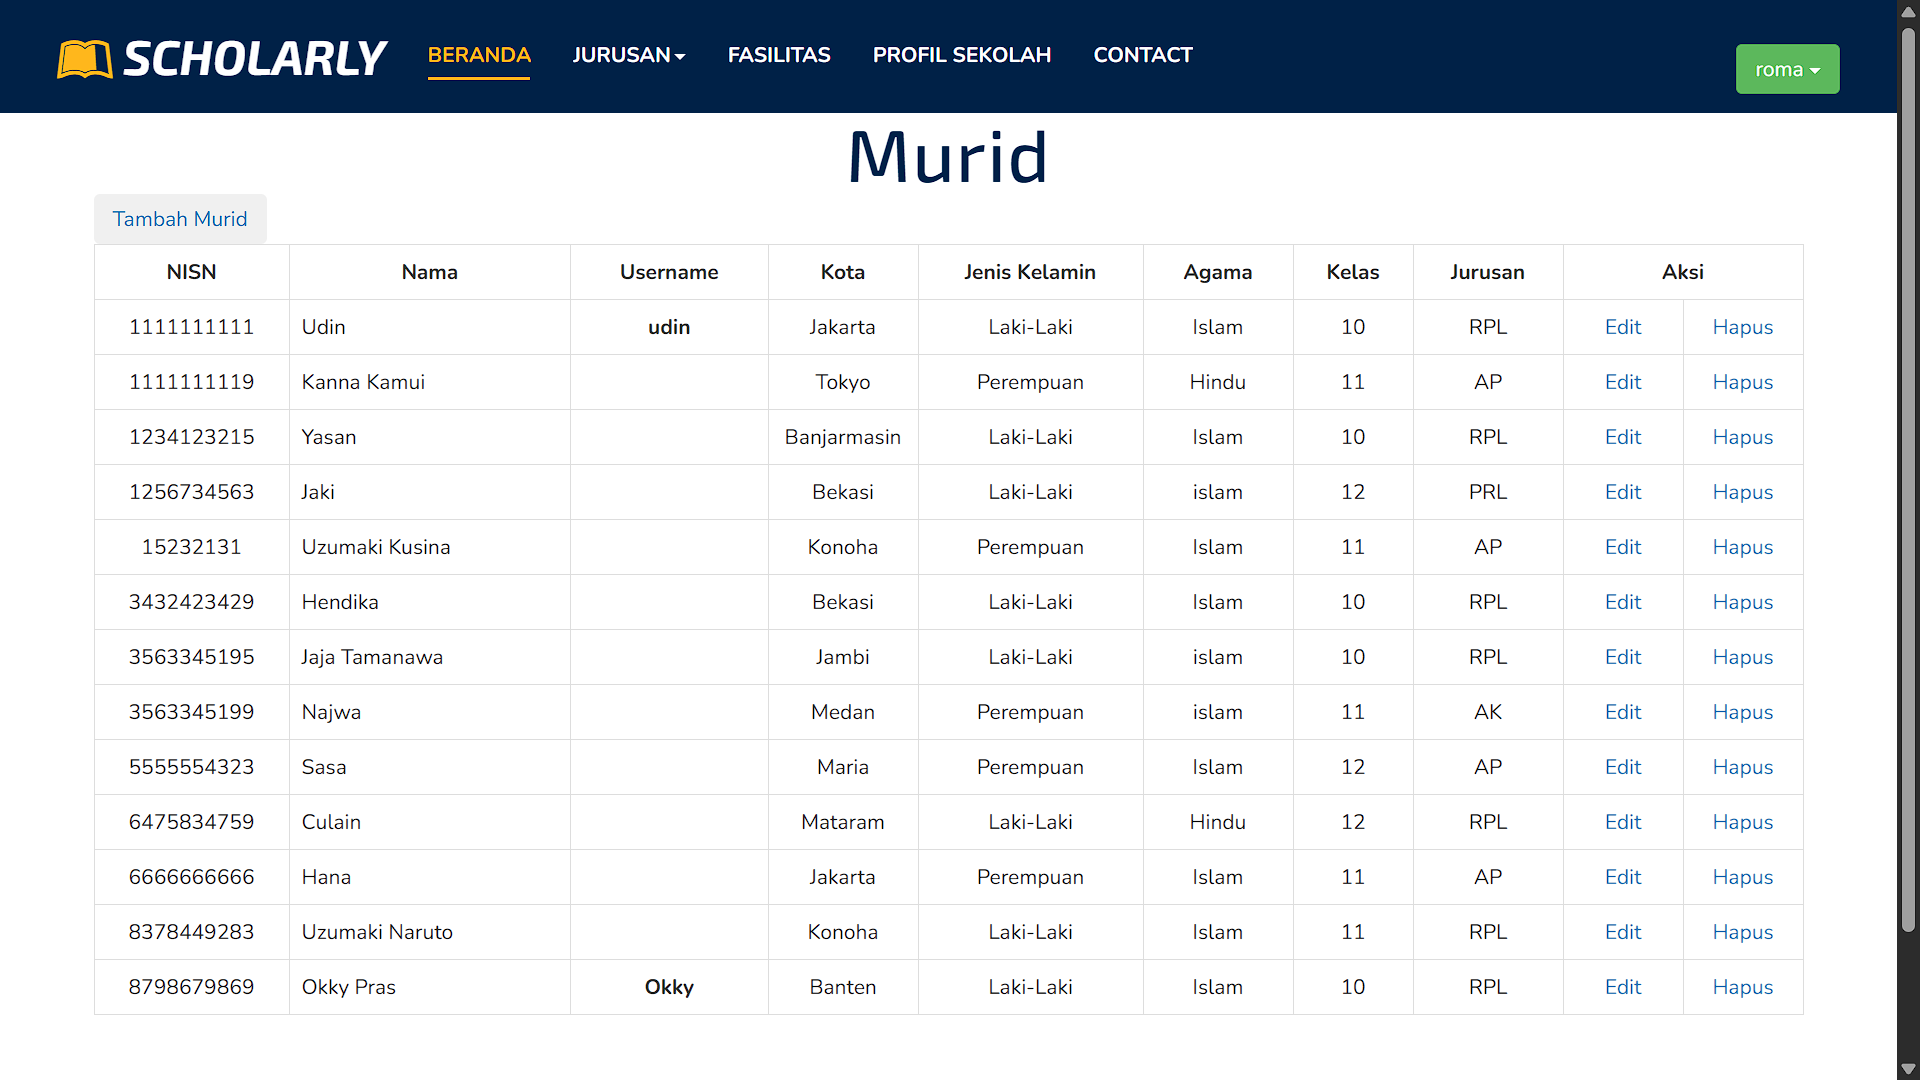 SCHOLARLY BERANDA JURUSAN FASILITAS PROFIL SEKOLAH CONTACT roma
Murid
Tambah Murid
NISN Nama Username Kota Jenis Kelamin Agama Kelas Jurusan Aksi
1111111111 Udin udin Jakarta Laki-Laki Islam 10 RPL Edit Hapus
1111111119 Kanna Kamui Tokyo Perempuan Hindu 11 AP Edit Hapus
1234123215 Yasan Banjarmasin Laki-Laki Islam 10 RPL Edit Hapus
1256734563 Jaki Bekasi Laki-Laki islam 12 PRL Edit Hapus
15232131 Uzumaki Kusina Konoha Perempuan Islam 11 AP Edit Hapus
3432423429 Hendika Bekasi Laki-Laki Islam 10 RPL Edit Hapus
3563345195 Jaja Tamanawa Jambi Laki-Laki islam 10 RPL Edit Hapus
3563345199 Najwa Medan Perempuan islam 11 AK Edit Hapus
5555554323 Sasa Maria Perempuan Islam 12 AP Edit Hapus
6475834759 Culain Mataram Laki-Laki Hindu 12 RPL Edit Hapus
6666666666 Hana Jakarta Perempuan Islam 11 AP Edit Hapus
8378449283 Uzumaki Naruto Konoha Laki-Laki Islam 11 RPL Edit Hapus
8798679869 Okky Pras Okky Banten Laki-Laki Islam 10 RPL Edit Hapus